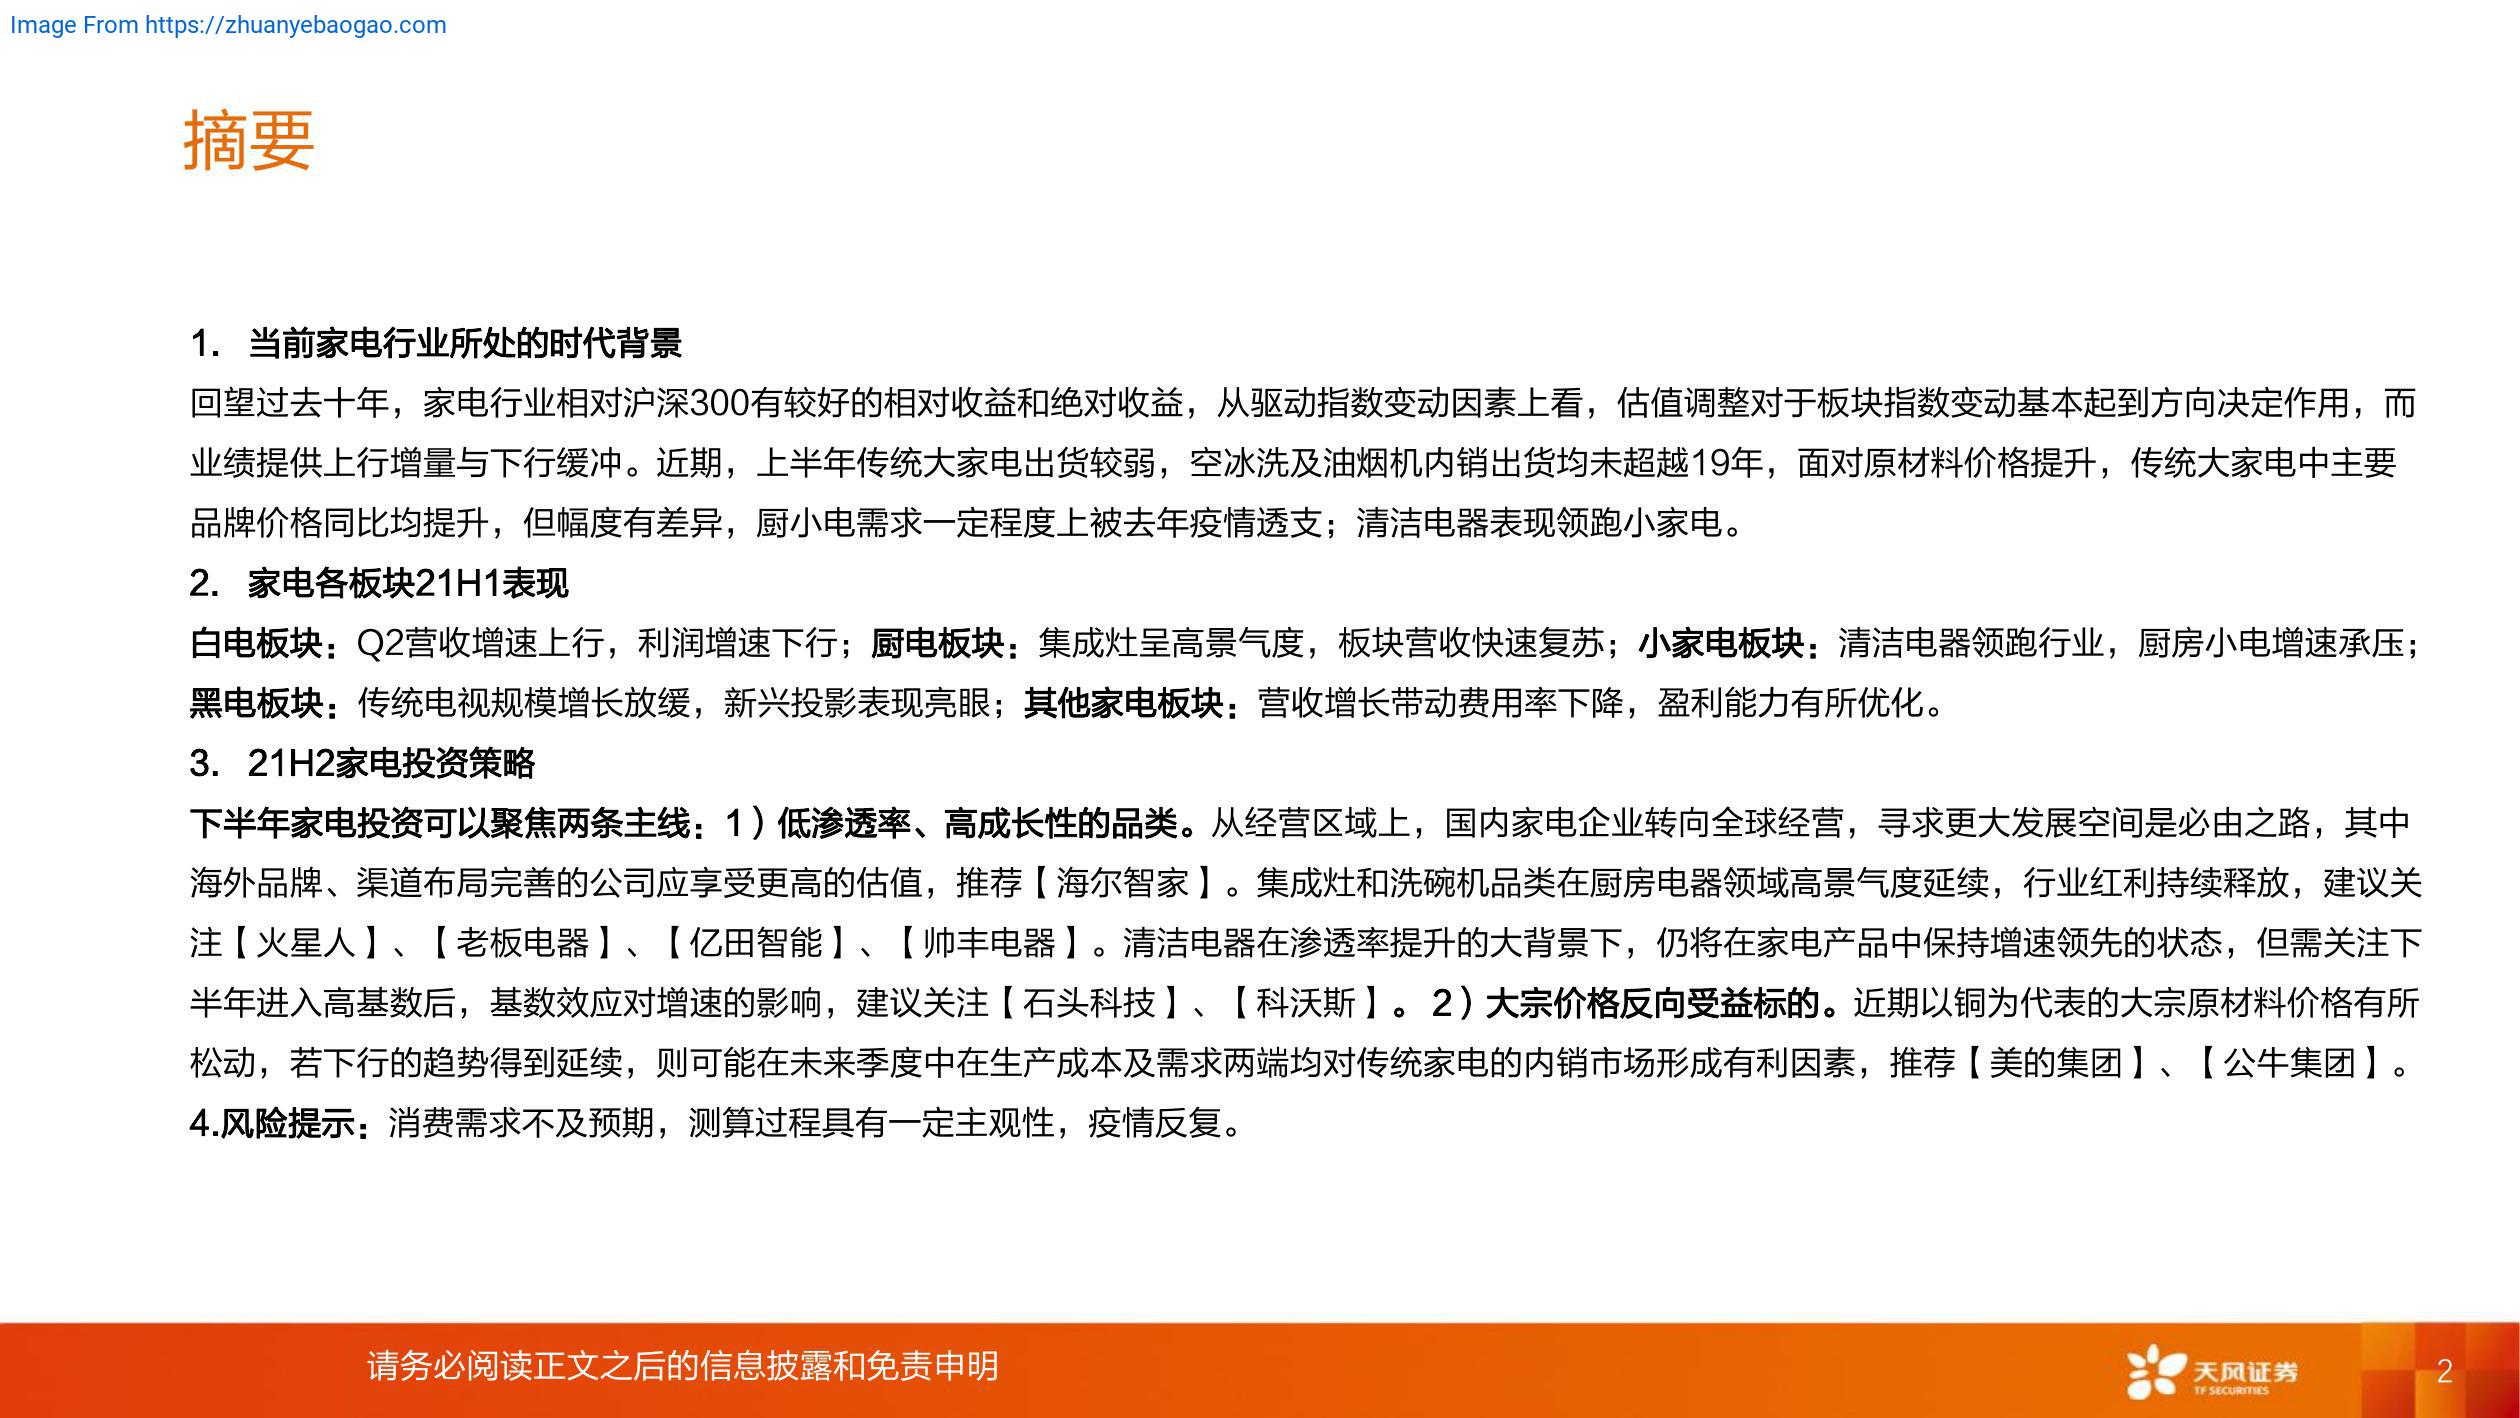 Image From https://zhuanyebaogao.com
摘要
1. 当前家电行业所处的时代背景
回望过去十年，家电行业相对沪深300有较好的相对收益和绝对收益，从驱动指数变动因素上看，估值调整对于板块指数变动基本起到方向决定作用，而
业绩提供上行增量与下行缓冲。近期，上半年传统大家电出货较弱，空冰洗及油烟机内销出货均未超越19年，面对原材料价格提升，传统大家电中主要
品牌价格同比均提升，但幅度有差异，厨小电需求一定程度上被去年疫情透支；清洁电器表现领跑小家电。
2. 家电各板块21H1表现
白电板块：Q2营收增速上行，利润增速下行；厨电板块：集成灶呈高景气度，板块营收快速复苏；小家电板块：清洁电器领跑行业，厨房小电增速承压；
黑电板块：传统电视规模增长放缓，新兴投影表现亮眼；其他家电板块：营收增长带动费用率下降，盈利能力有所优化。
3. 21H2家电投资策略
下半年家电投资可以聚焦两条主线：1）低渗透率、高成长性的品类。从经营区域上，国内家电企业转向全球经营，寻求更大发展空间是必由之路，其中
海外品牌、渠道布局完善的公司应享受更高的估值，推荐【海尔智家】。集成灶和洗碗机品类在厨房电器领域高景气度延续，行业红利持续释放，建议关
注【火星人】、【老板电器】、【亿田智能】、【帅丰电器】。清洁电器在渗透率提升的大背景下，仍将在家电产品中保持增速领先的状态，但需关注下
半年进入高基数后，基数效应对增速的影响，建议关注【石头科技】、【科沃斯】。2）大宗价格反向受益标的。近期以铜为代表的大宗原材料价格有所
松动，若下行的趋势得到延续，则可能在未来季度中在生产成本及需求两端均对传统家电的内销市场形成有利因素，推荐【美的集团】、【公牛集团】。
4.风险提示：消费需求不及预期，测算过程具有一定主观性，疫情反复。
请务必阅读正文之后的信息披露和免责申明
天风证券
TF SECURITIES
2